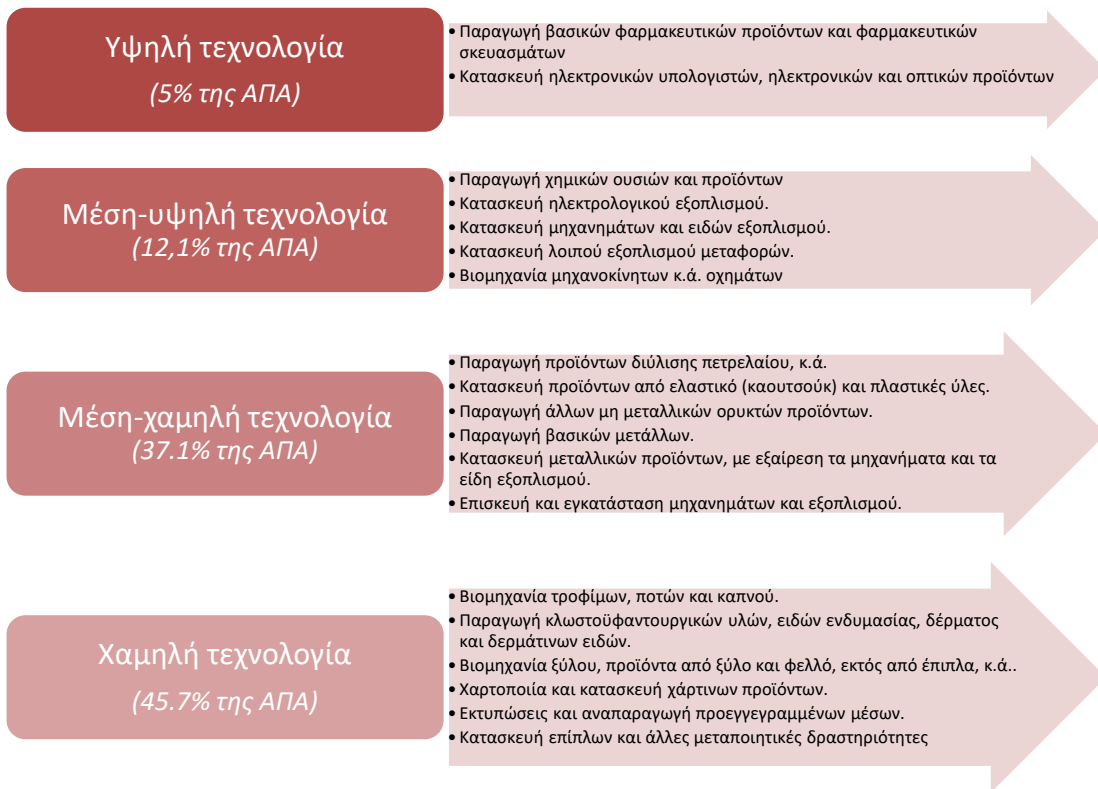 Υψηλή τεχνολογία
(5% της ΑΠΑ)
• Παραγωγή βασικών φαρμακευτικών προϊόντων και φαρμακευτικών
σκευασμάτων
• Κατασκευή ηλεκτρονικών υπολογιστών, ηλεκτρονικών και οπτικών προϊόντων
Μέση-υψηλή τεχνολογία
(12,1% της ΑΠΑ)
• Παραγωγή χημικών ουσιών και προϊόντων
• Κατασκευή ηλεκτρολογικού εξοπλισμού.
• Κατασκευή μηχανημάτων και ειδών εξοπλισμού.
• Κατασκευή λοιπού εξοπλισμού μεταφορών.
• Βιομηχανία μηχανοκίνητων κ.ά. οχημάτων
Μέση-χαμηλή τεχνολογία
(37.1% της ΑΠΑ)
• Παραγωγή προϊόντων διύλισης πετρελαίου, κ.ά.
• Κατασκευή προϊόντων από ελαστικό (καουτσούκ) και πλαστικές ύλες.
• Παραγωγή άλλων μη μεταλλικών ορυκτών προϊόντων.
• Παραγωγή βασικών μετάλλων.
• Κατασκευή μεταλλικών προϊόντων, με εξαίρεση τα μηχανήματα και τα
είδη εξοπλισμού.
• Επισκευή και εγκατάσταση μηχανημάτων και εξοπλισμού.
Χαμηλή τεχνολογία
(45.7% της ΑΠΑ)
• Βιομηχανία τροφίμων, ποτών και καπνού.
• Παραγωγή κλωστοϋφαντουργικών υλών, ειδών ενδυμασίας, δέρματος
και δερμάτινων ειδών.
• Βιομηχανία ξύλου, προϊόντα από ξύλο και φελλό, εκτός από έπιπλα, κ.ά..
• Χαρτοποιία και κατασκευή χάρτινων προϊόντων.
• Εκτυπώσεις και αναπαραγωγή προεγγεγραμμένων μέσων.
• Κατασκευή επίπλων και άλλες μεταποιητικές δραστηριότητες